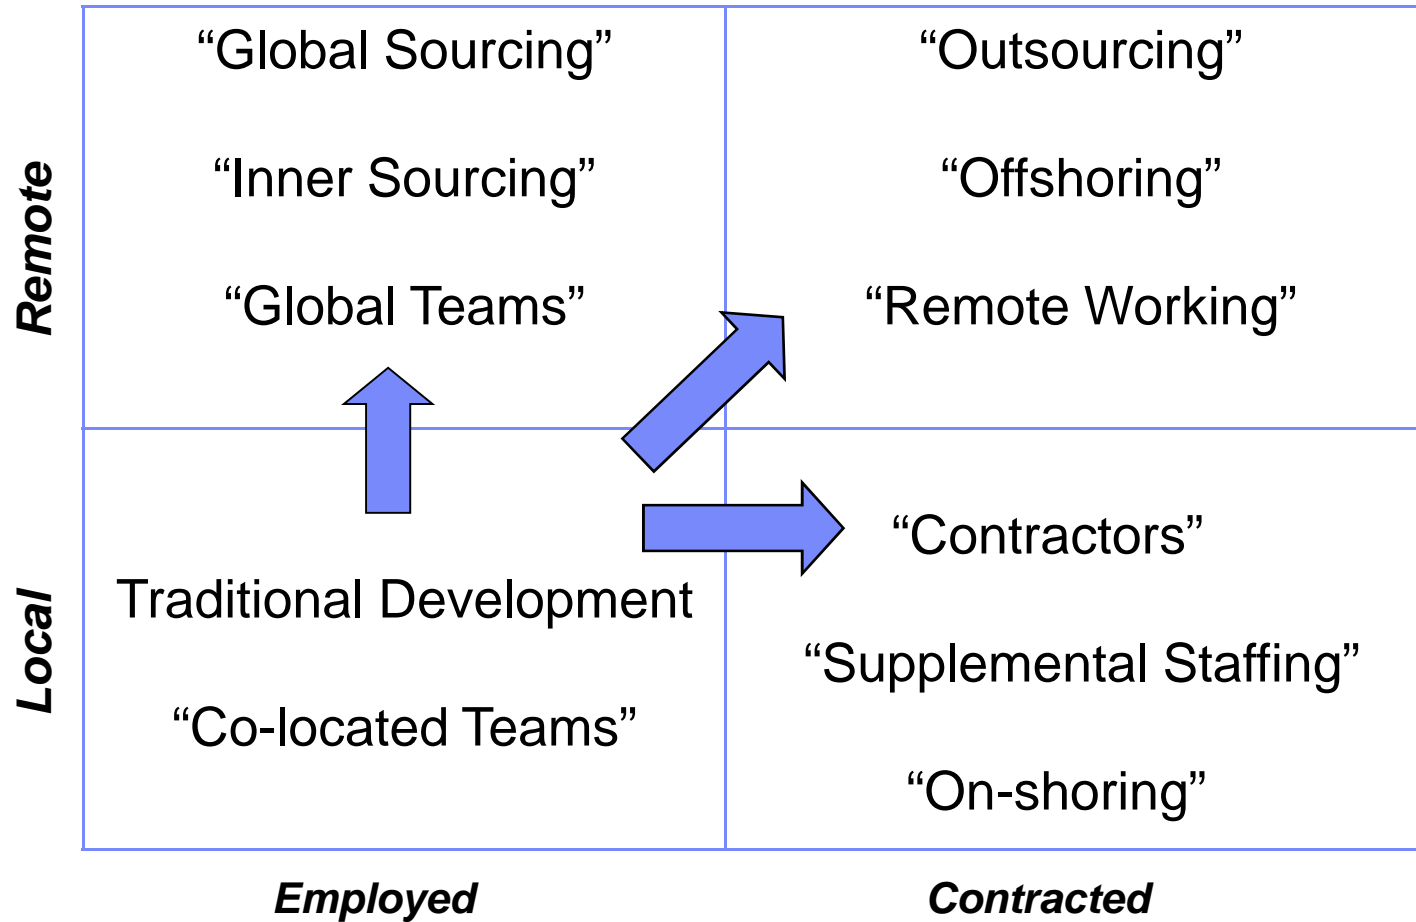 “Global Sourcing”
“Outsourcing”
“Inner Sourcing”
“Offshoring”
“Global Teams”
“Remote Working”
Remote
“Contractors”
Traditional Development
“Supplemental Staffing”
“Co-located Teams”
“On-shoring”
Local
Employed
Contracted